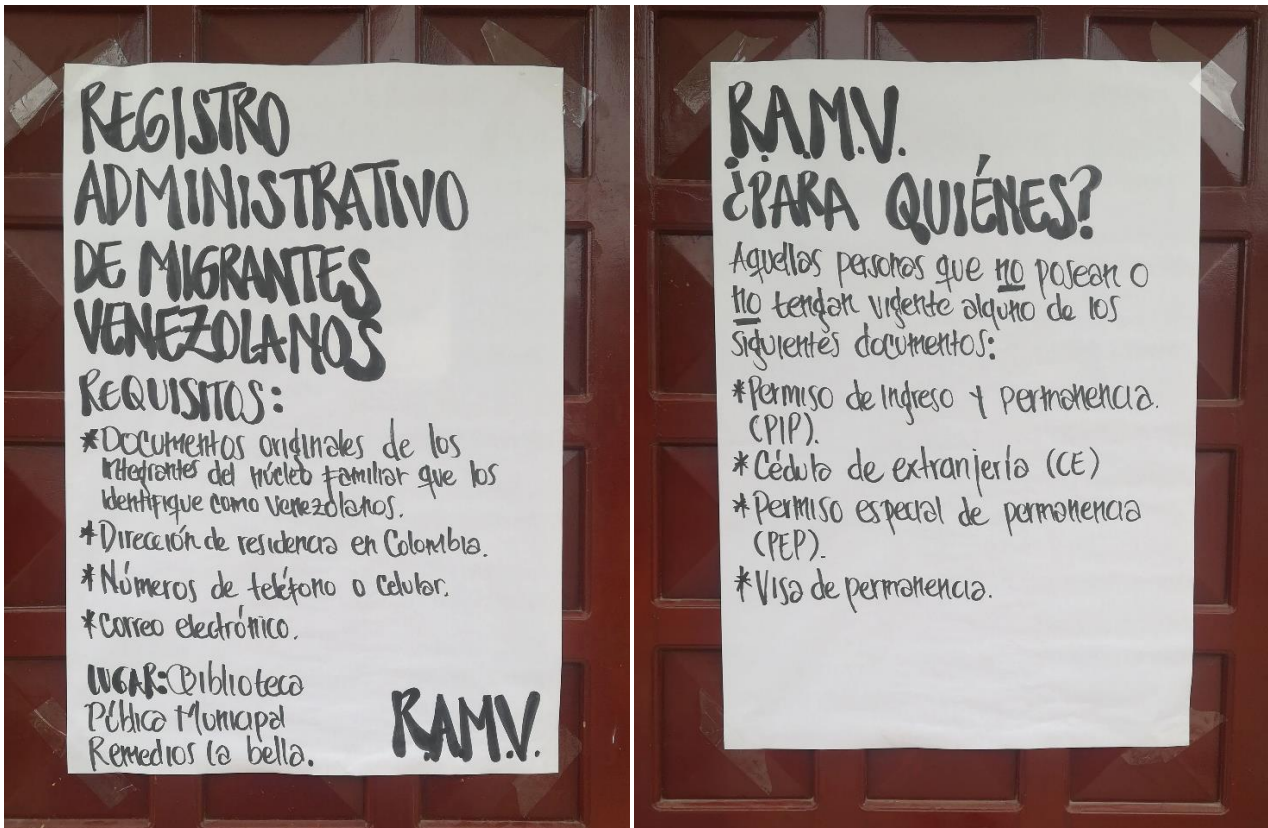 REGISTRO
ADMINISTRATIVO
DE MIGRANTES
VENEZOLANOS
REQUISITOS:
*Documentos originales de los
integrantes del núcleo familiar que los
identifique como venezolanos.
*Dirección de residencia en Colombia.
*Números de teléfono o celular.
*Correo electrónico.
LUGAR: Biblioteca
Pública Municipal
Remedios la bella.
R.A.M.V.
R.A.M.V.
¿PARA QUIÉNES?
Aquellas personas que no posean o
no tengan vigente alguno de los
siguientes documentos:
*Permiso de Ingreso y permanencia.
(PIP).
*Cédula de extranjería (CE)
*Permiso especial de permanencia
(PEP).
*Visa de permanencia.